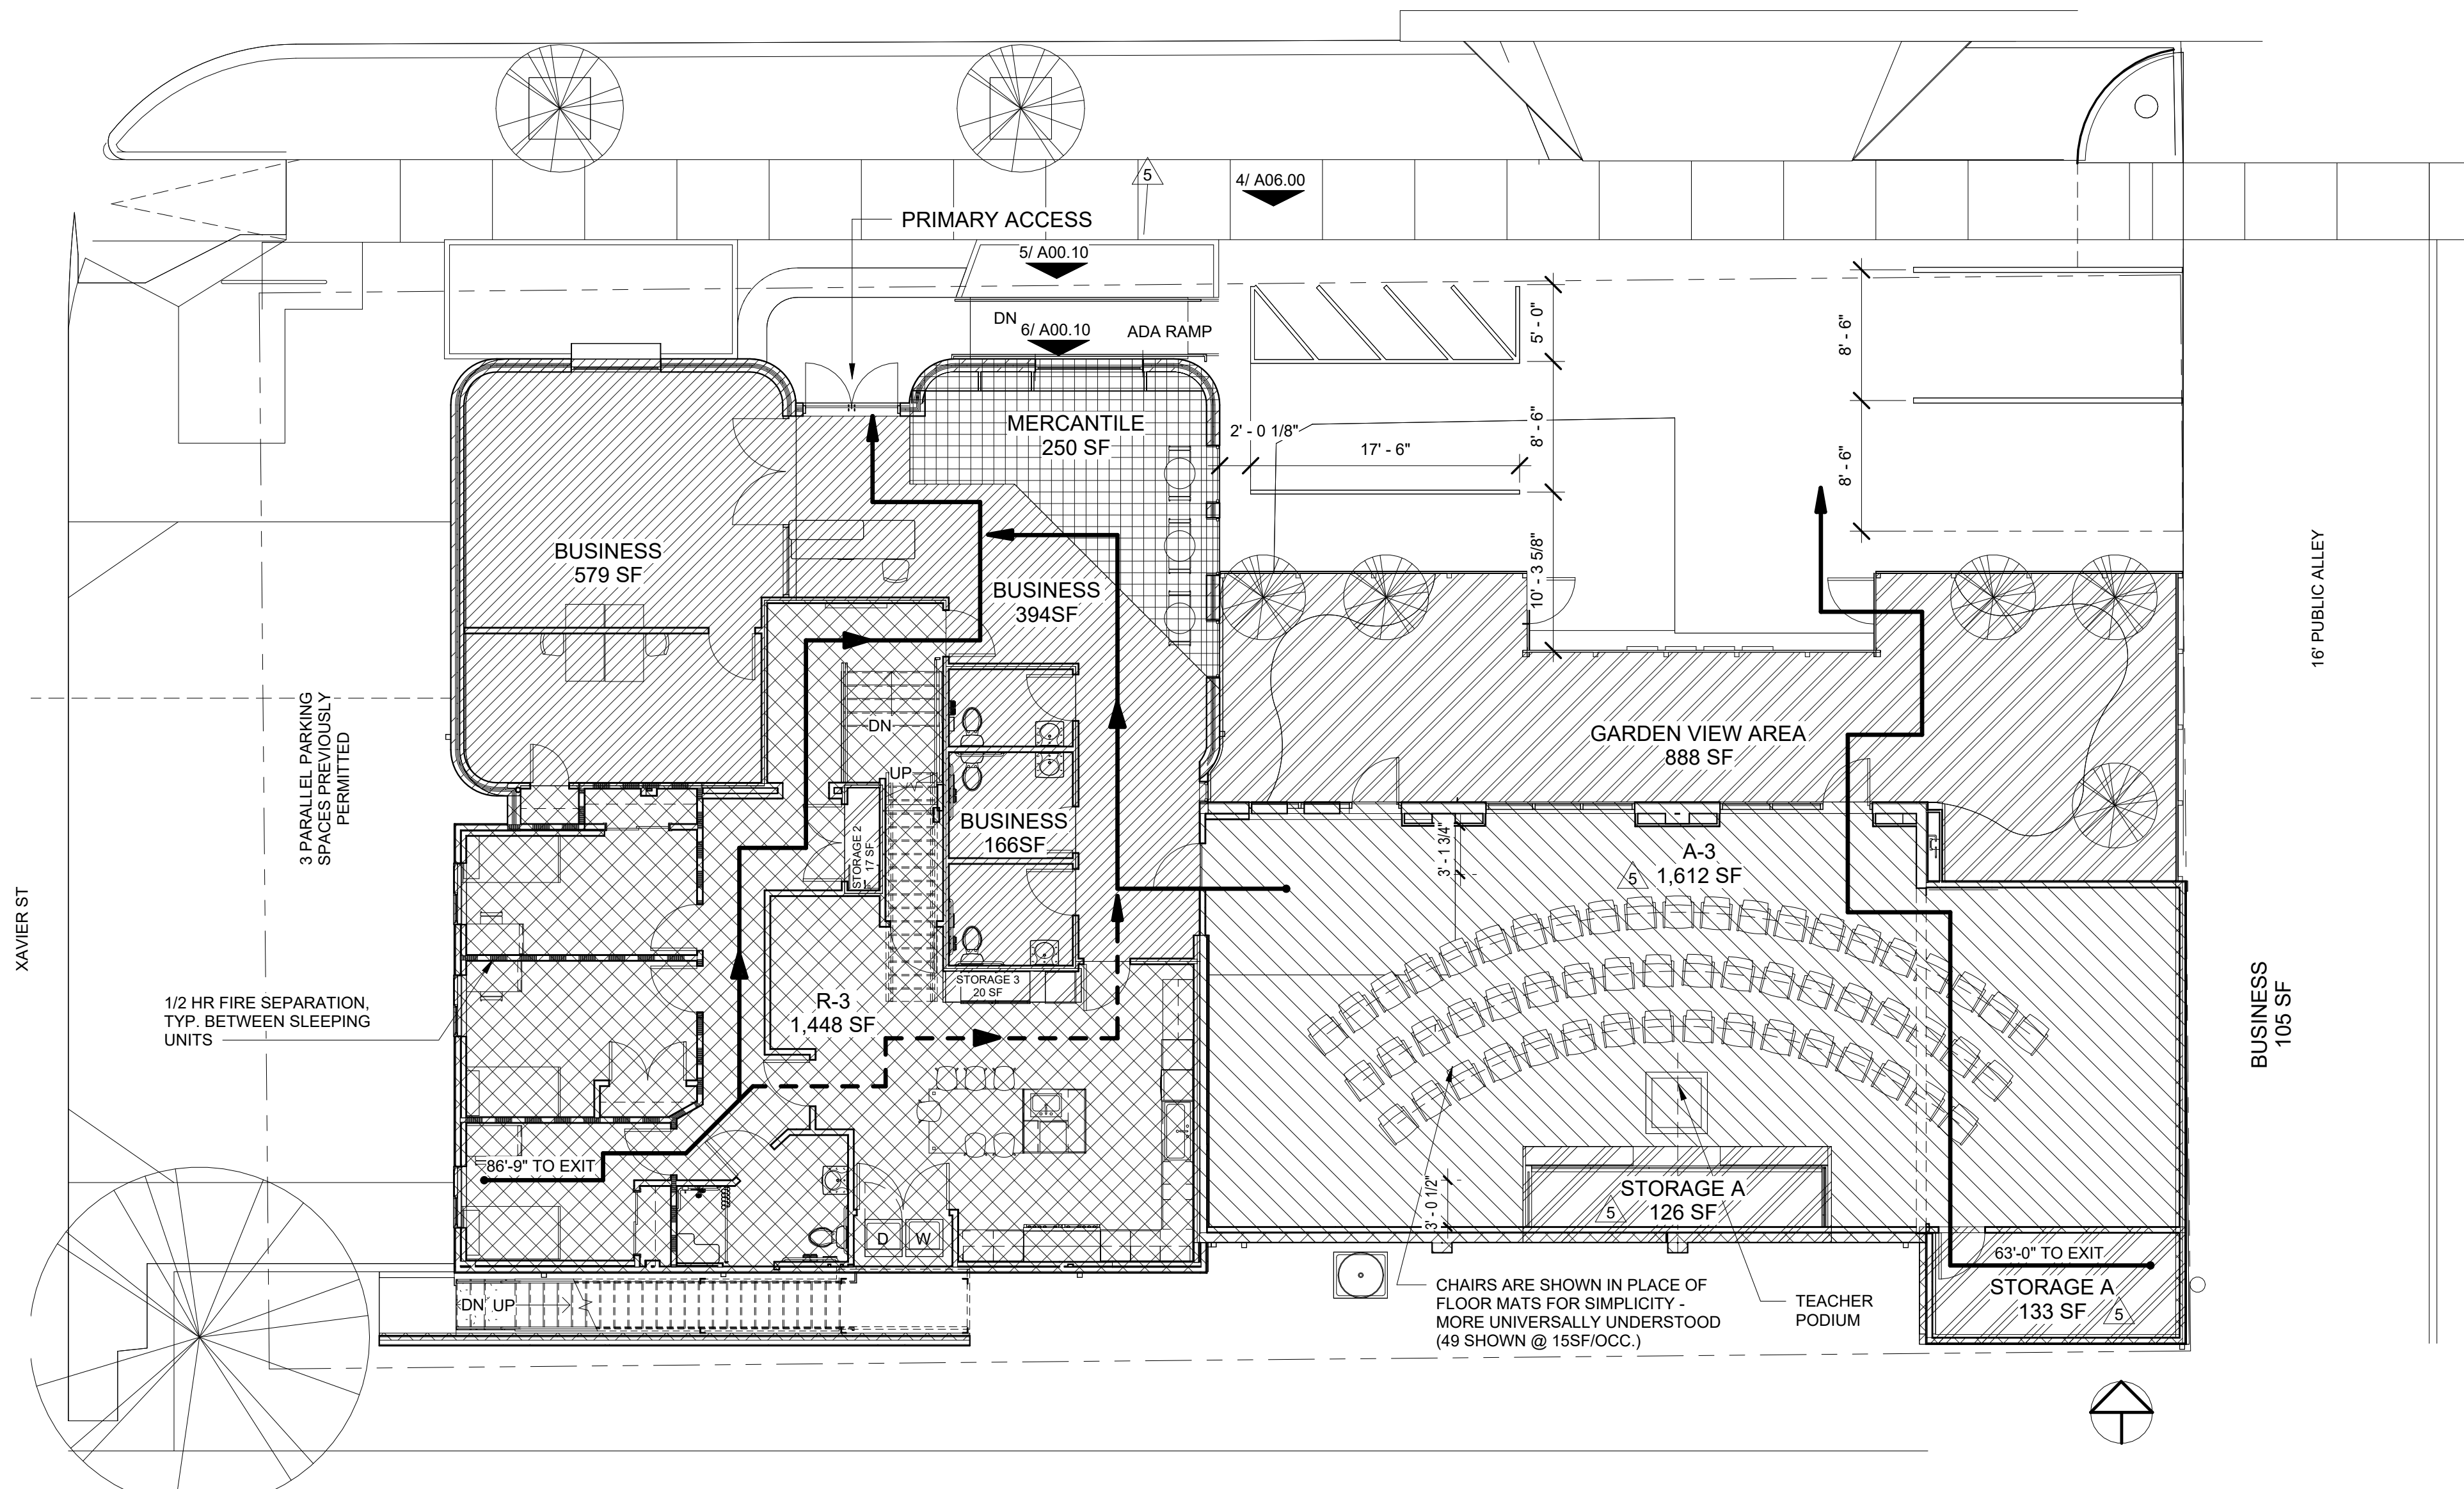 5
4/ A06.00
PRIMARY ACCESS
5/ A00.10
DN
6/ A00.10
ADA RAMP
5' - 0"
8' - 6"
8' - 6"
8' - 6"
10' - 3 5/8"
2' - 0 1/8"
17' - 6"
MERCANTILE
250 SF
BUSINESS
579 SF
BUSINESS
394SF
16' PUBLIC ALLEY
3 PARALLEL PARKING
SPACES PREVIOUSLY
PERMITTED
DN
UP
GARDEN VIEW AREA
888 SF
BUSINESS
166SF
STORAGE 2
17 SF
3' - 1 3/4"
A-3
1,612 SF
5
XAVIER ST
STORAGE 3
20 SF
R-3
1,448 SF
1/2 HR FIRE SEPARATION,
TYP. BETWEEN SLEEPING
UNITS
BUSINESS
105 SF
86'-9" TO EXIT
3' - 0 1/2"
STORAGE A
126 SF
5
D
W
63'-0" TO EXIT
STORAGE A
133 SF
5
DN
UP
CHAIRS ARE SHOWN IN PLACE OF
FLOOR MATS FOR SIMPLICITY -
MORE UNIVERSALLY UNDERSTOOD
(49 SHOWN @ 15SF/OCC.)
TEACHER
PODIUM